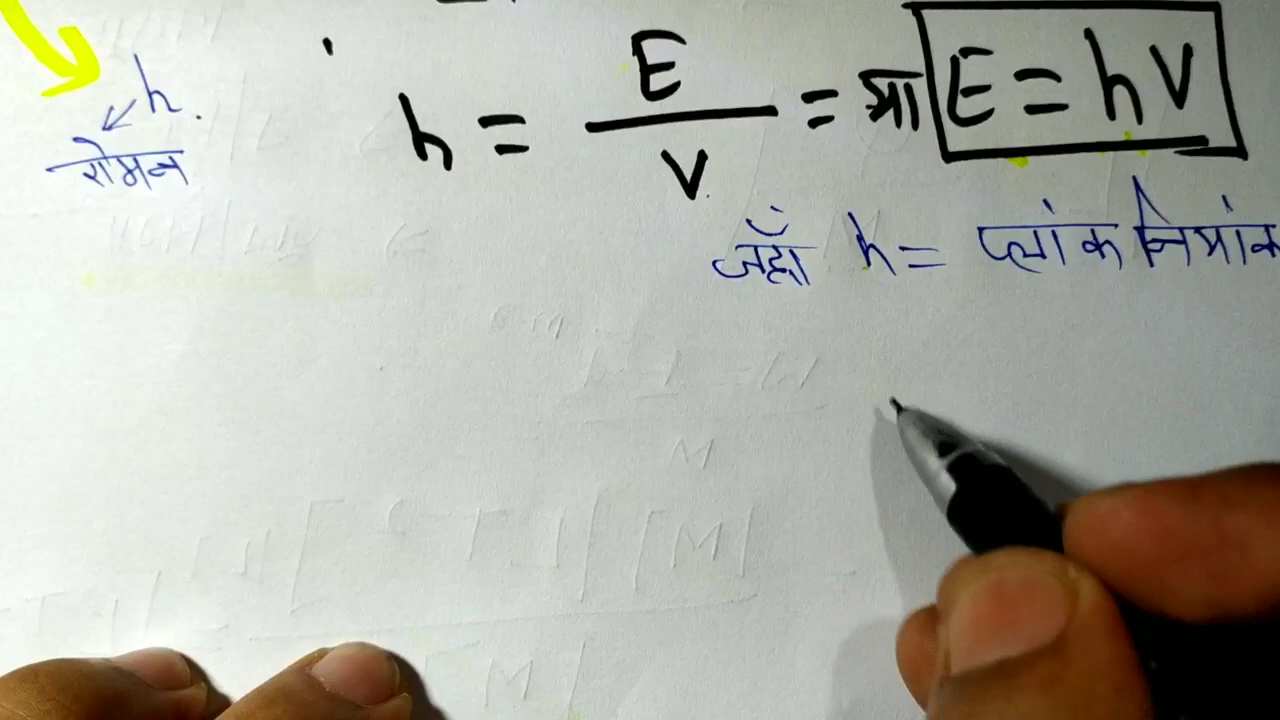 h.
रोमन
h = E/V = या E = hV
जहाँ h = प्लांक नियतांक